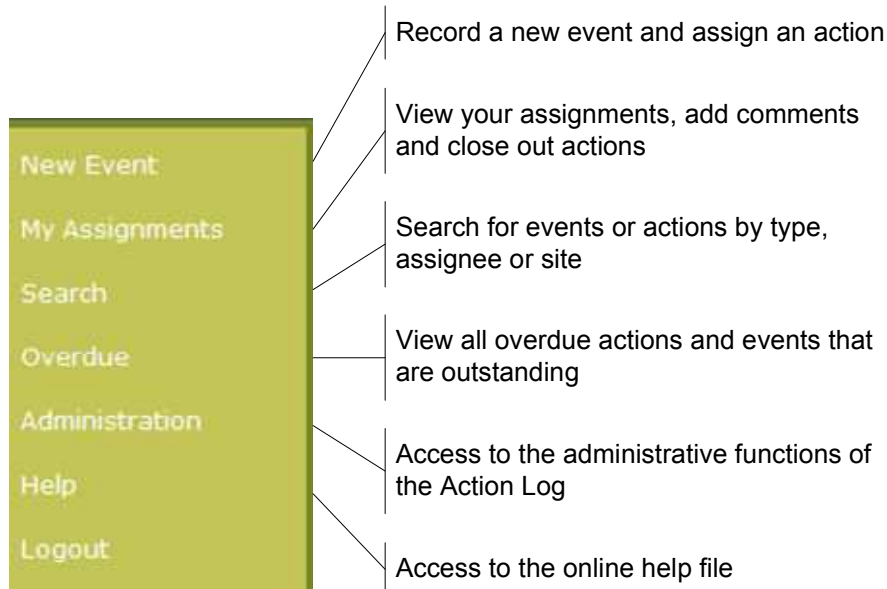 New Event
My Assignments
Search
Overdue
Administration
Help
Logout
Record a new event and assign an action
View your assignments, add comments
and close out actions
Search for events or actions by type,
assignee or site
View all overdue actions and events that
are outstanding
Access to the administrative functions of
the Action Log
Access to the online help file